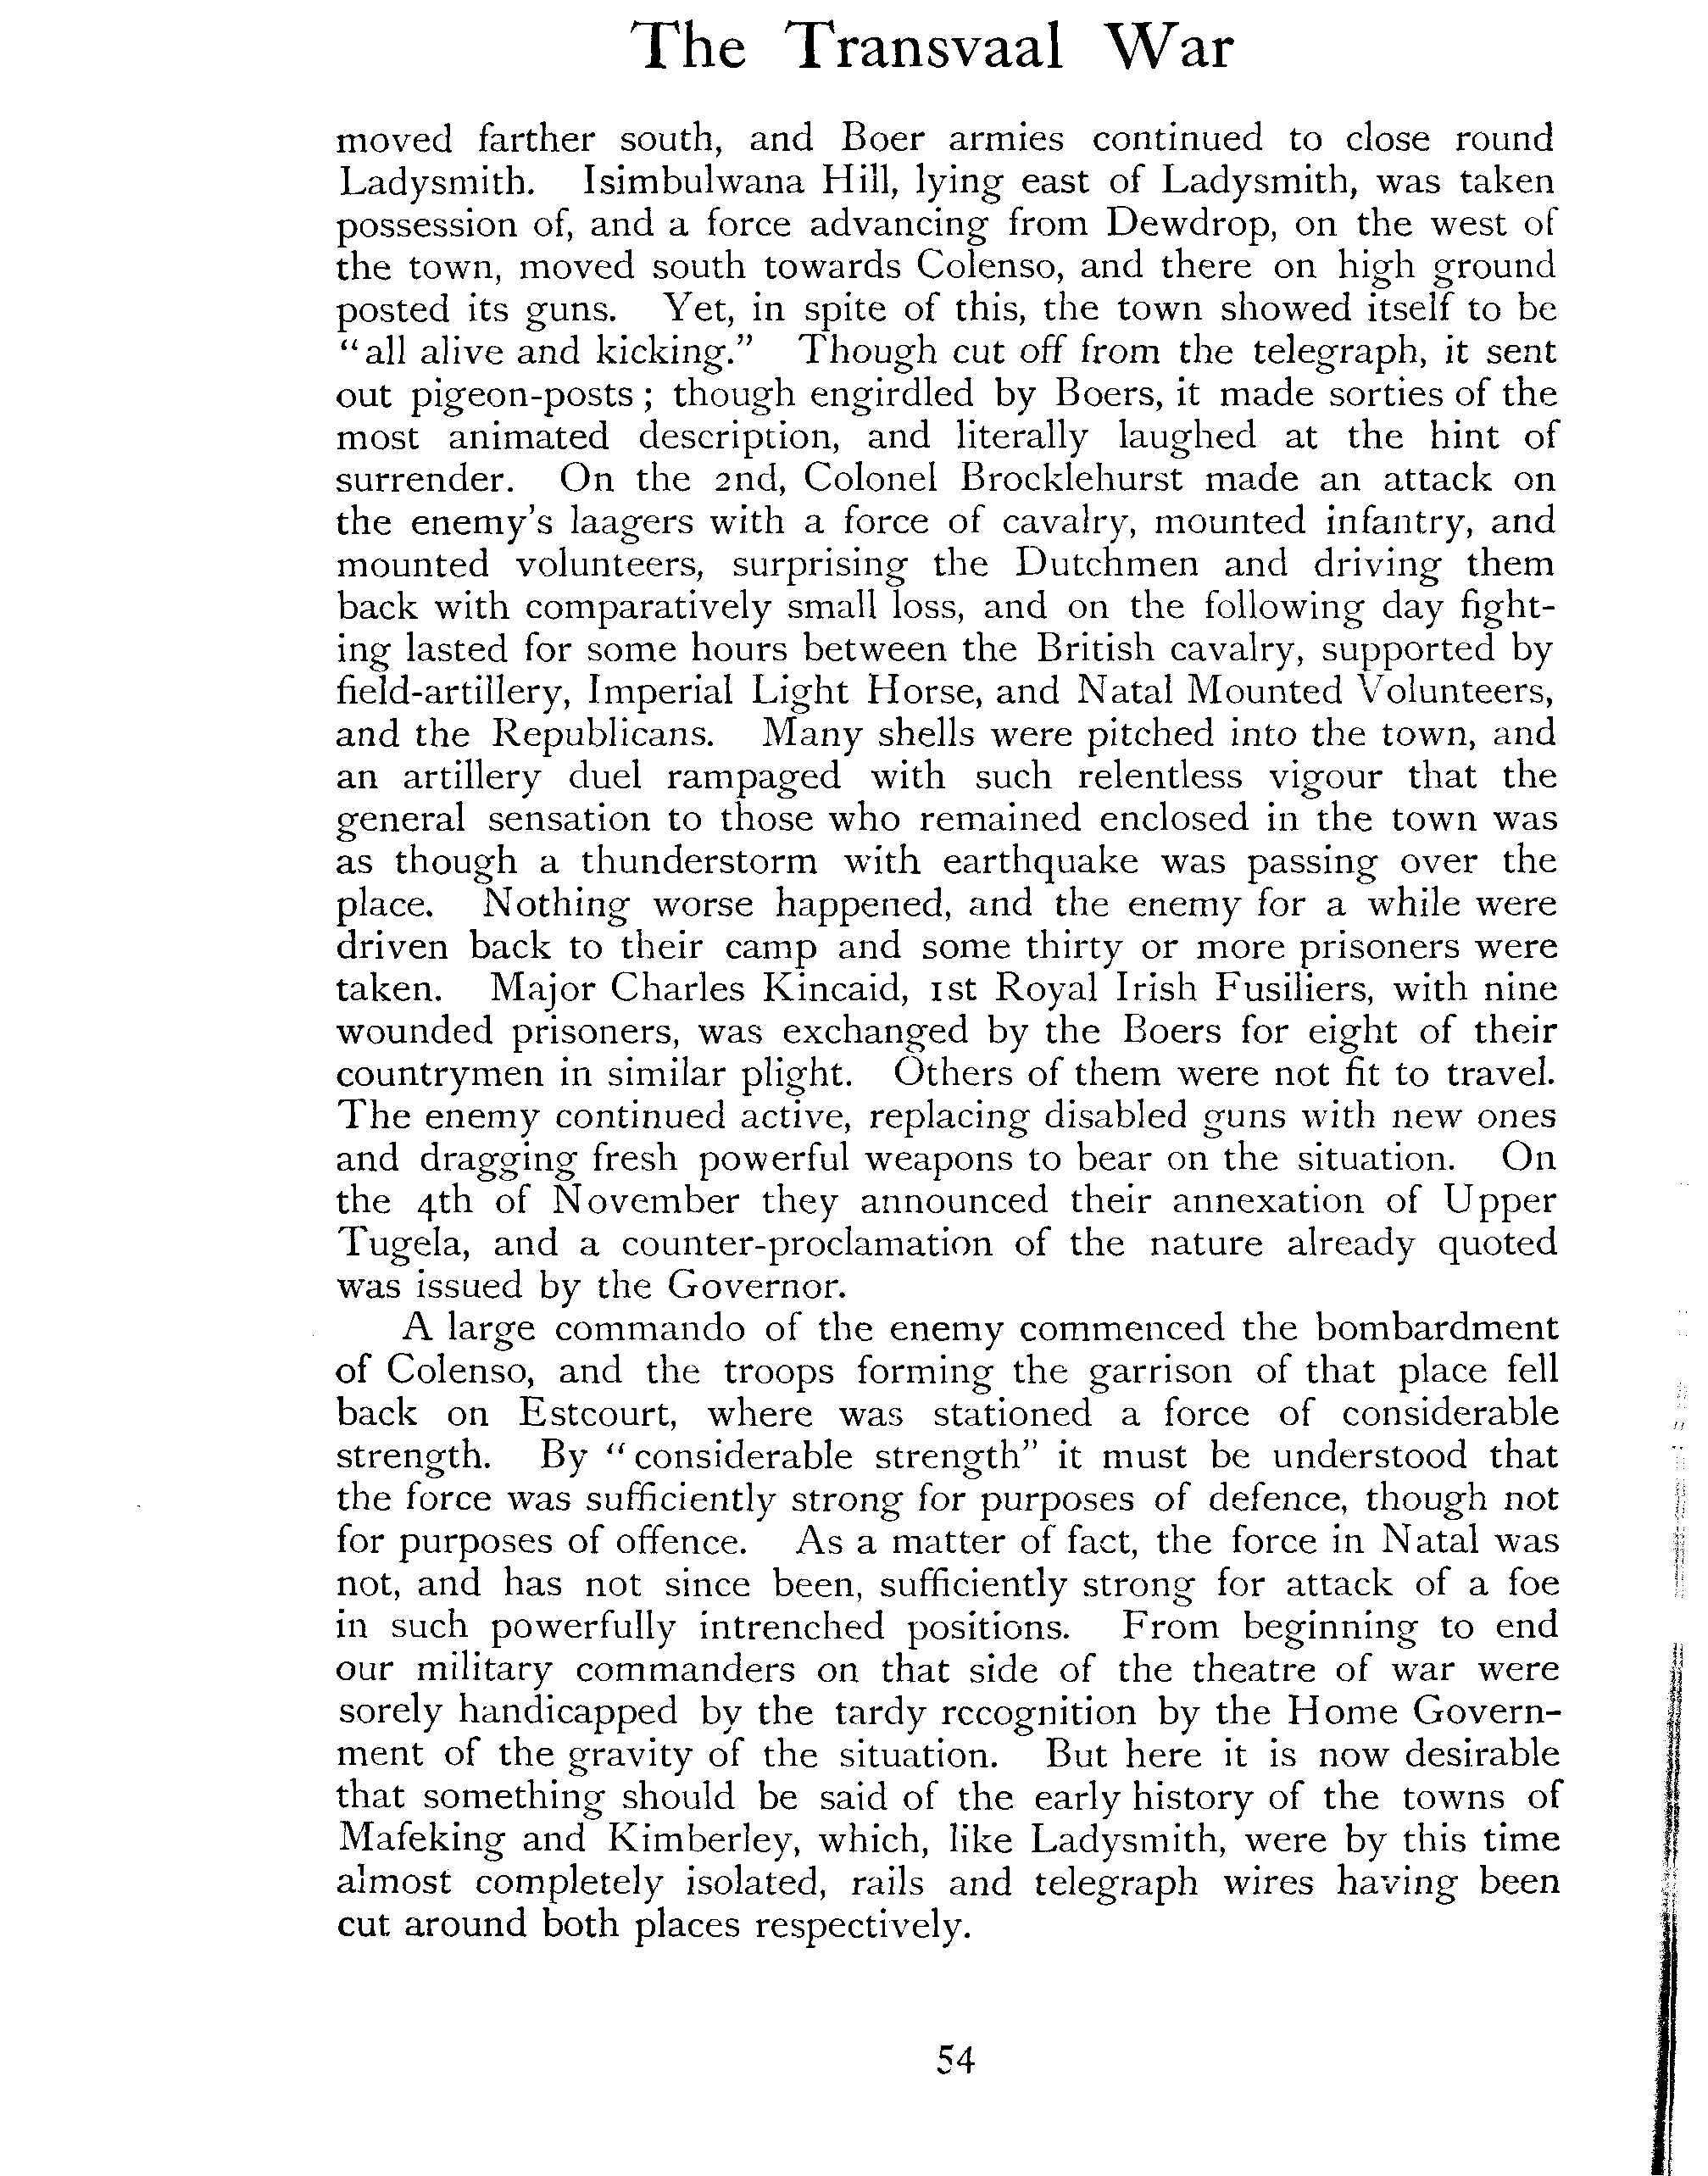 The Transvaal War
moved farther south, and Boer armies continued to close round
Ladysmith. Isimbulwana Hill, lying east of Ladysmith, was taken
possession of, and a force advancing from Dewdrop, on the west of
the town, moved south towards Colenso, and there on high ground
posted its guns. Yet, in spite of this, the town showed itself to be
“all alive and kicking.” Though cut off from the telegraph, it sent
out pigeon-posts; though engirdled by Boers, it made sorties of the
most animated description, and literally laughed at the hint of
surrender. On the 2nd, Colonel Brocklehurst made an attack on
the enemy's laagers with a force of cavalry, mounted infantry, and
mounted volunteers, surprising the Dutchmen and driving them
back with comparatively small loss, and on the following day fight-
ing lasted for some hours between the British cavalry, supported by
field-artillery, Imperial Light Horse, and Natal Mounted Volunteers,
and the Republicans. Many shells were pitched into the town, and
an artillery duel rampaged with such relentless vigour that the
general sensation to those who remained enclosed in the town was
as though a thunderstorm with earthquake was passing over the
place. Nothing worse happened, and the enemy for a while were
driven back to their camp and some thirty or more prisoners were
taken. Major Charles Kincaid, 1st Royal Irish Fusiliers, with nine
wounded prisoners, was exchanged by the Boers for eight of their
countrymen in similar plight. Others of them were not fit to travel.
The enemy continued active, replacing disabled guns with new ones
and dragging fresh powerful weapons to bear on the situation. On
the 4th of November they announced their annexation of Upper
Tugela, and a counter-proclamation of the nature already quoted
was issued by the Governor.
A large commando of the enemy commenced the bombardment
of Colenso, and the troops forming the garrison of that place fell
back on Estcourt, where was stationed a force of considerable
strength. By “considerable strength” it must be understood that
the force was sufficiently strong for purposes of defence, though not
for purposes of offence. As a matter of fact, the force in Natal was
not, and has not since been, sufficiently strong for attack of a foe
in such powerfully intrenched positions. From beginning to end
our military commanders on that side of the theatre of war were
sorely handicapped by the tardy recognition by the Home Govern-
ment of the gravity of the situation. But here it is now desirable
that something should be said of the early history of the towns of
Mafeking and Kimberley, which, like Ladysmith, were by this time
almost completely isolated, rails and telegraph wires having been
cut around both places respectively.
54